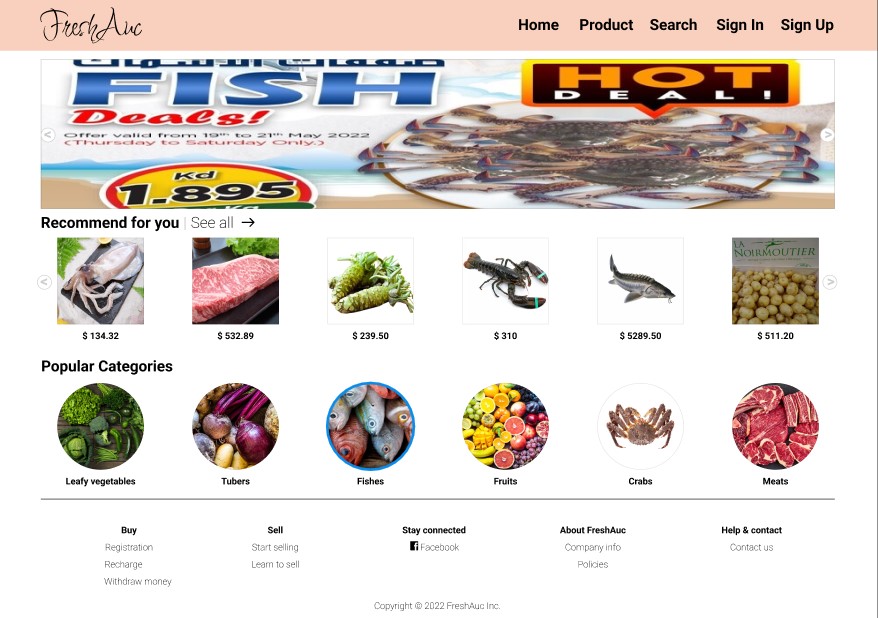 FreshAuc
Home Product Search Sign In Sign Up
FISH
Deals!
Offer valid from 19th to 21th May 2022
(Thursday to Saturday Only.)
Kd
1.895
HOT
DEAL!
< >
Recommend for you | See all →
LA
NOIRMOUTIER
< >
$ 134.32 $ 532.89 $ 239.50 $ 310 $ 5289.50 $ 511.20
Popular Categories
Leafy vegetables Tubers Fishes Fruits Crabs Meats
Buy Sell Stay connected About FreshAuc Help & contact
Registration Start selling Facebook Company info Contact us
Recharge Learn to sell Policies
Withdraw money
Copyright © 2022 FreshAuc Inc.